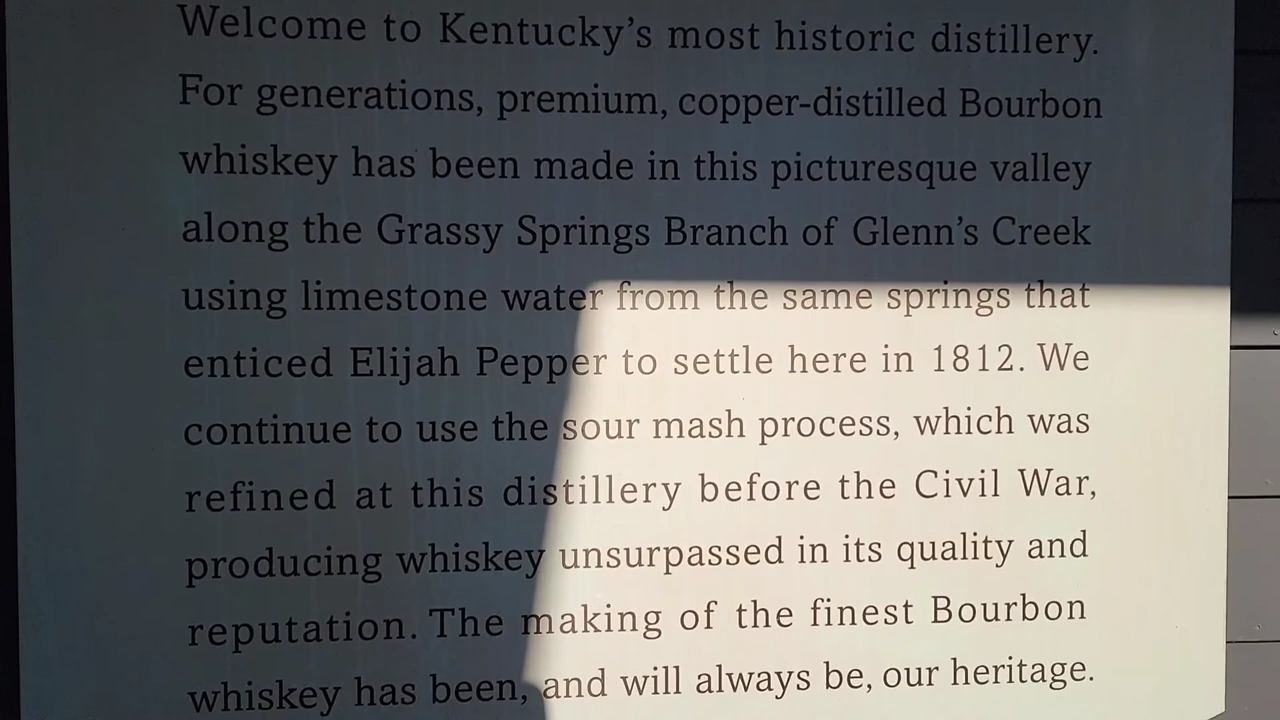 Welcome to Kentucky’s most historic distillery.
For generations, premium, copper-distilled Bourbon
whiskey has been made in this picturesque valley
along the Grassy Springs Branch of Glenn’s Creek
using limestone water from the same springs that
enticed Elijah Pepper to settle here in 1812. We
continue to use the sour mash process, which was
refined at this distillery before the Civil War,
producing whiskey unsurpassed in its quality and
reputation. The making of the finest Bourbon
whiskey has been, and will always be, our heritage.